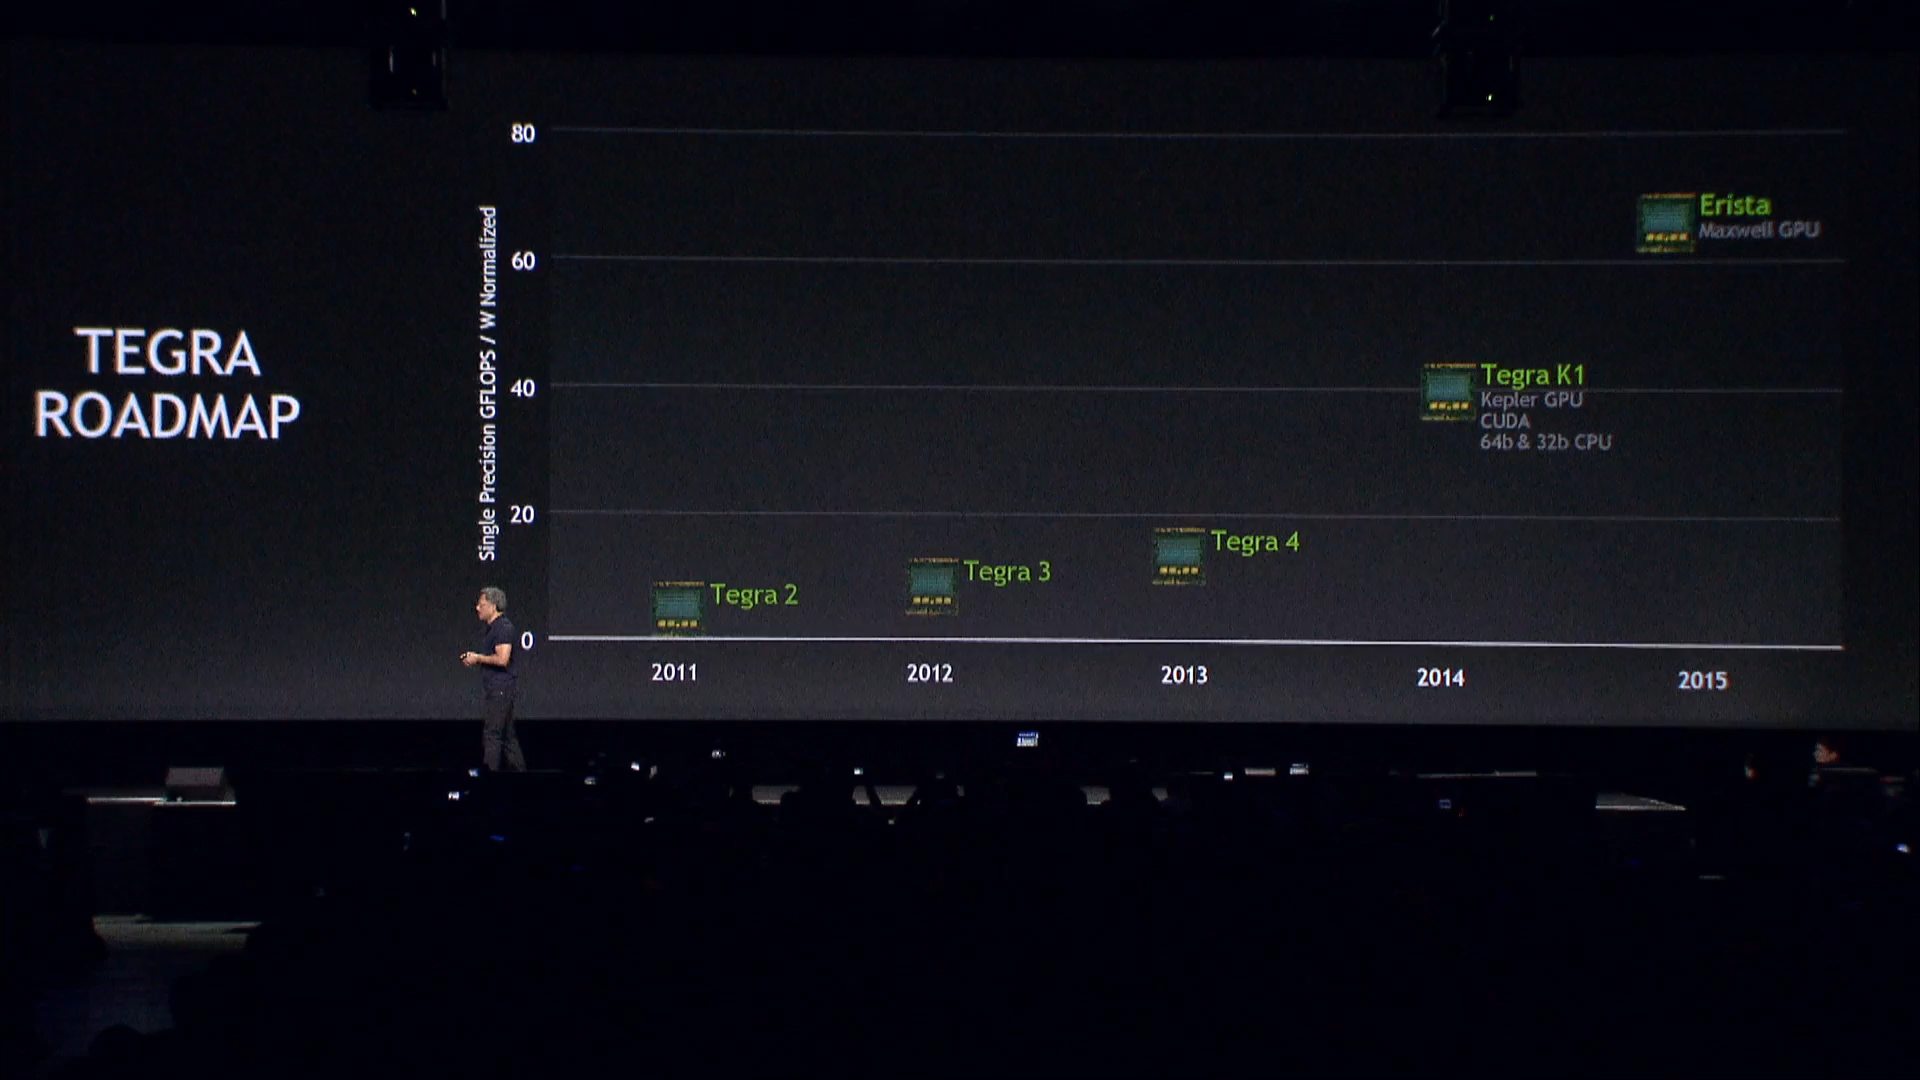 TEGRA
ROADMAP
Single Precision GFLOPS / W Normalized
80
60
40
20
0
Erista
Maxwell GPU
Tegra K1
Kepler GPU
CUDA
64b & 32b CPU
Tegra 4
Tegra 3
Tegra 2
2011
2012
2013
2014
2015